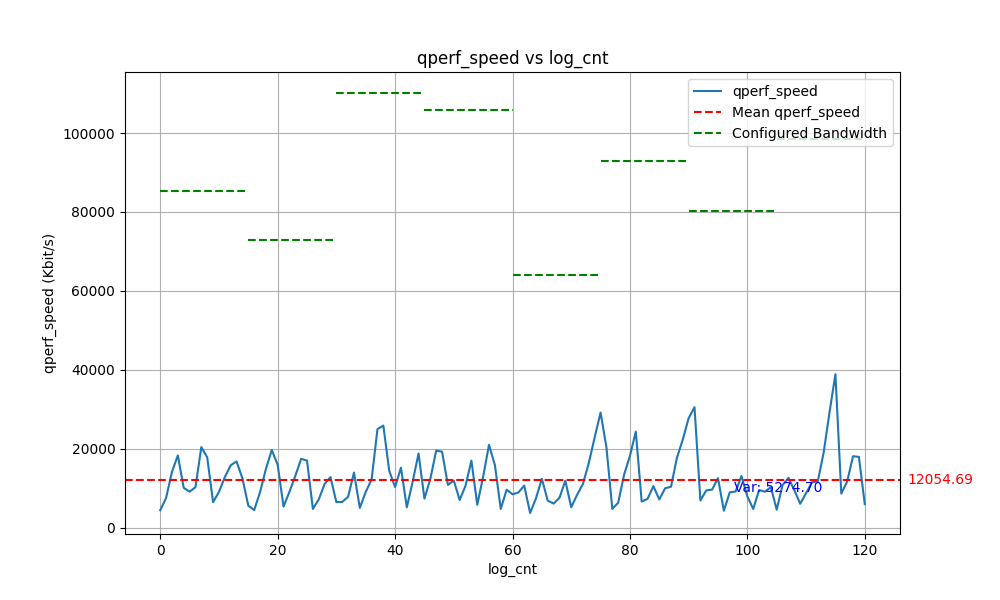 qperf_speed vs log_cnt
qperf_speed
Mean qperf_speed
Configured Bandwidth
100000
80000
60000
40000
20000
0
qperf_speed (Kbit/s)
12054.69
Var: 5274.70
0 20 40 60 80 100 120
log_cnt